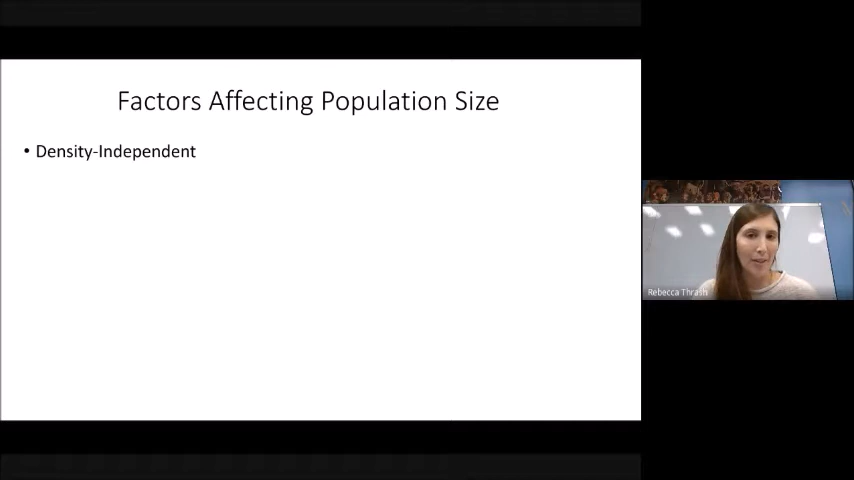 Factors Affecting Population Size
• Density-Independent
Rebecca Thrash